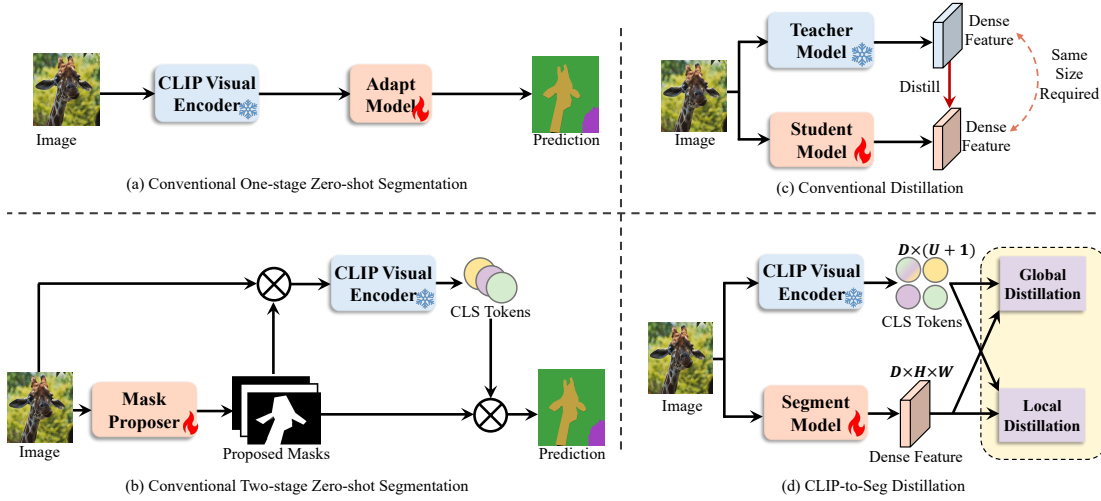 CLIP Visual
Encoder
Adapt
Model
Image
Prediction
(a) Conventional One-stage Zero-shot Segmentation
Teacher
Model
Dense
Feature
Same
Size
Required
Distill
Image
Student
Model
Dense
Feature
(c) Conventional Distillation
CLIP Visual
Encoder
CLS Tokens
Mask
Proposer
Image
Proposed Masks
Prediction
(b) Conventional Two-stage Zero-shot Segmentation
D×(U + 1)
CLIP Visual
Encoder
CLS Tokens
Global
Distillation
Image
D×H×W
Segment
Model
Dense Feature
Local
Distillation
(d) CLIP-to-Seg Distillation